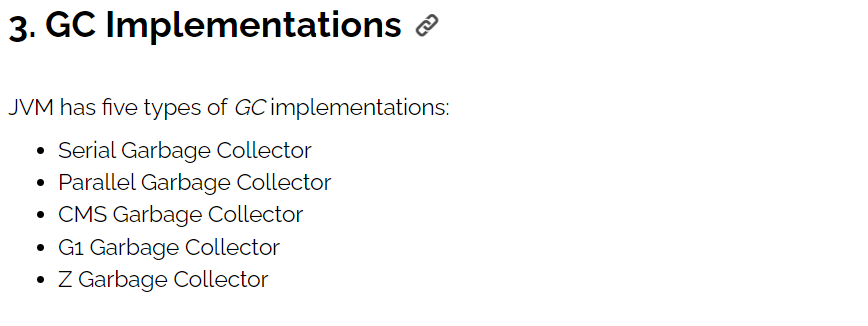 3. GC Implementations
JVM has five types of GC implementations:
• Serial Garbage Collector
• Parallel Garbage Collector
• CMS Garbage Collector
• G1 Garbage Collector
• Z Garbage Collector